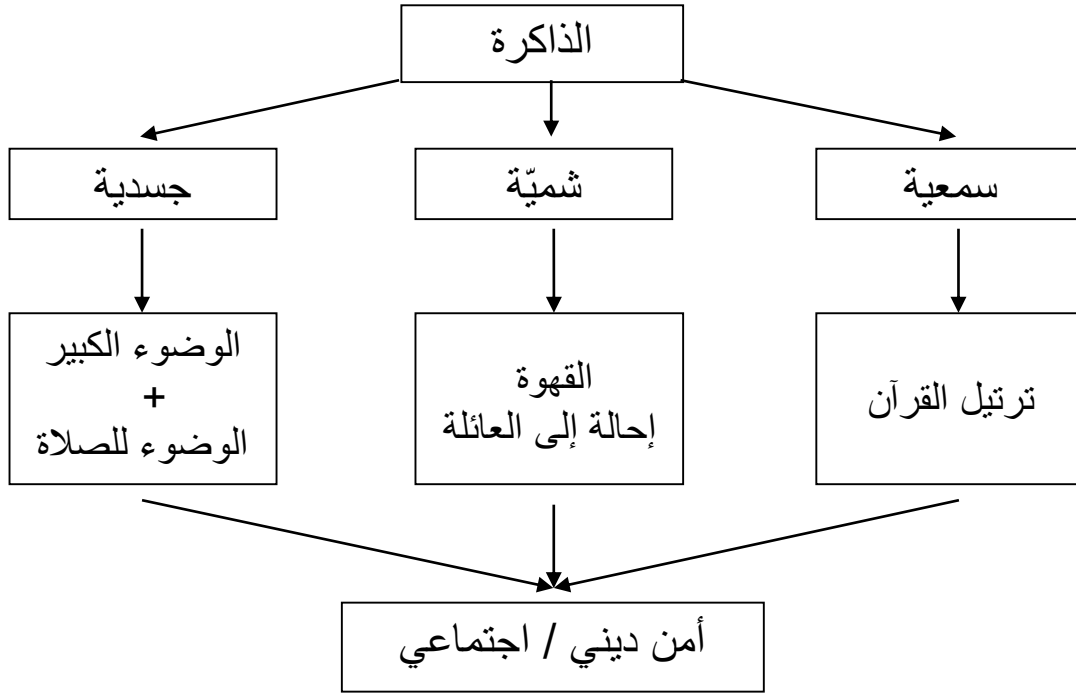 الذاكرة
سمعية
شميّة
جسدية
ترتيل القرآن
القهوة
إحالة إلى العائلة
الوضوء الكبير
+
الوضوء للصلاة
أمن ديني / اجتماعي